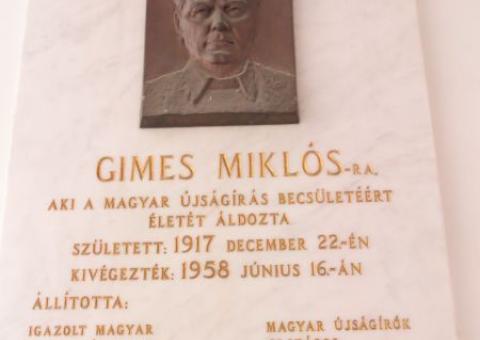 GIMES MIKLÓS-RA,
AKI A MAGYAR ÚJSÁGÍRÁS BECSÜLETÉÉRT
ÉLETÉT ÁLDOZTA
SZÜLETETT: 1917 DECEMBER 22.-ÉN
KIVÉGEZTÉK: 1958 JÚNIUS 16.-ÁN
ÁLLÍTOTTA:
IGAZOLT MAGYAR
MAGYAR ÚJSÁGÍRÓK